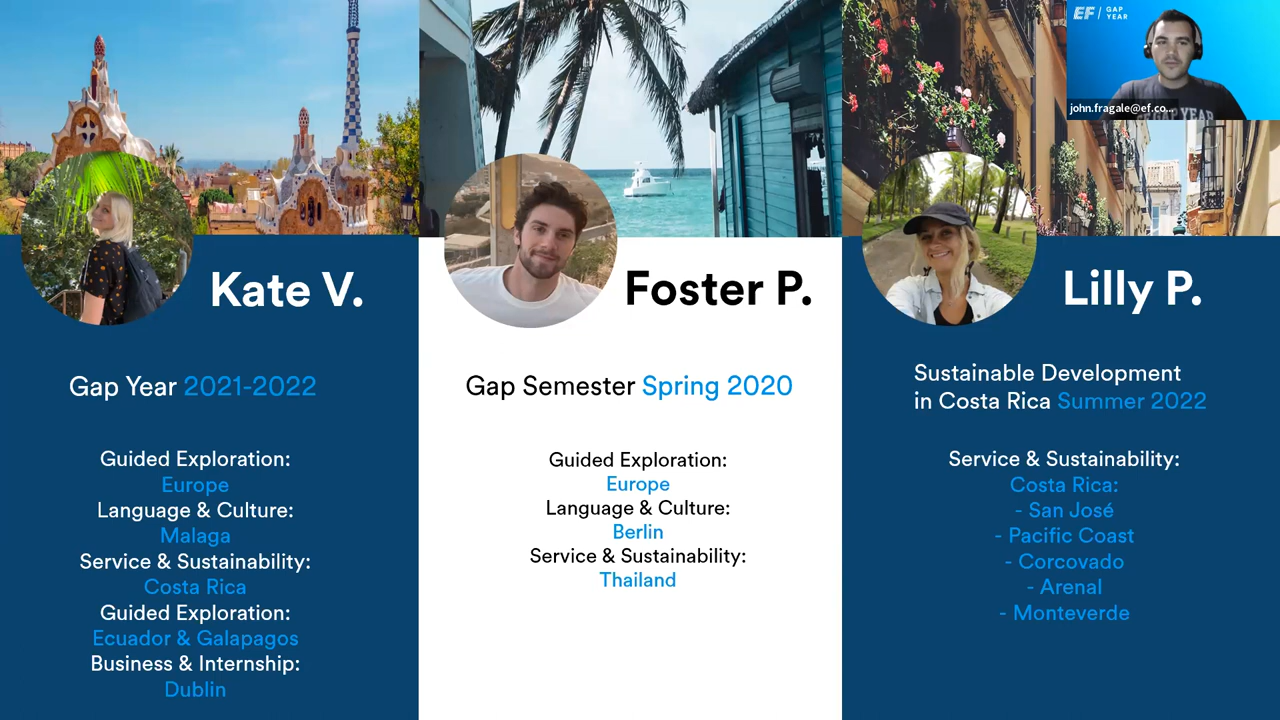 EF / GAP
YEAR
GAP YEAR
john.fragale@ef.co...
Kate V.
Gap Year 2021-2022
Guided Exploration:
Europe
Language & Culture:
Malaga
Service & Sustainability:
Costa Rica
Guided Exploration:
Ecuador & Galapagos
Business & Internship:
Dublin
Foster P.
Gap Semester Spring 2020
Guided Exploration:
Europe
Language & Culture:
Berlin
Service & Sustainability:
Thailand
Lilly P.
Sustainable Development
in Costa Rica Summer 2022
Service & Sustainability:
Costa Rica:
- San José
- Pacific Coast
- Corcovado
- Arenal
- Monteverde